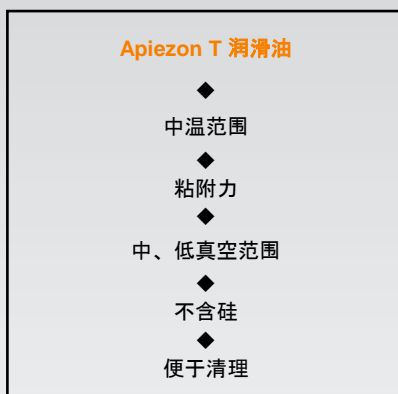 Apiezon T 润滑油
◆
中温范围
◆
粘附力
◆
中、低真空范围
◆
不含硅
◆
便于清理